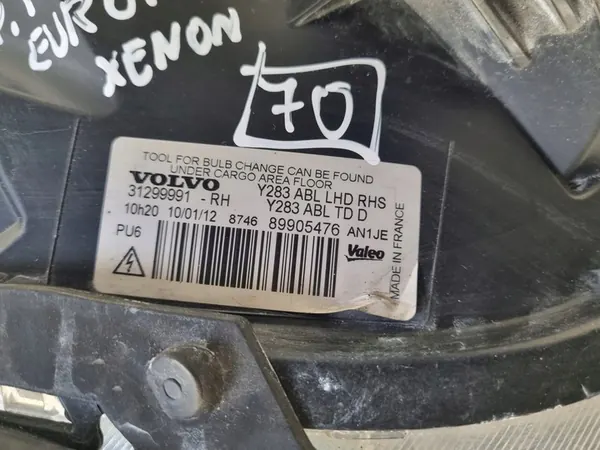 XENON
70
TOOL FOR BULB CHANGE CAN BE FOUND
UNDER CARGO AREA FLOOR
VOLVO Y283 ABL LHD RHS
31299991 - RH Y283 ABL TD D
10h20 10/01/12 8746 89905476 AN1JE
PU6
Valeo
MADE IN FRANCE